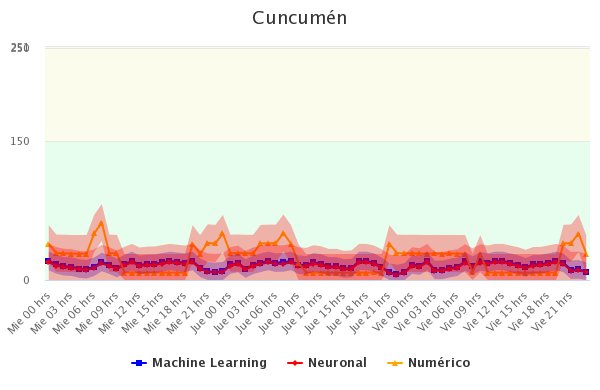 Cuncumén
250
150
0
Mie 00 hrs
Mie 03 hrs
Mie 06 hrs
Mie 09 hrs
Mie 12 hrs
Mie 15 hrs
Mie 18 hrs
Mie 21 hrs
Jue 00 hrs
Jue 03 hrs
Jue 06 hrs
Jue 09 hrs
Jue 12 hrs
Jue 15 hrs
Jue 18 hrs
Jue 21 hrs
Vie 00 hrs
Vie 03 hrs
Vie 06 hrs
Vie 09 hrs
Vie 12 hrs
Vie 15 hrs
Vie 18 hrs
Vie 21 hrs
Machine Learning Neuronal Numérico